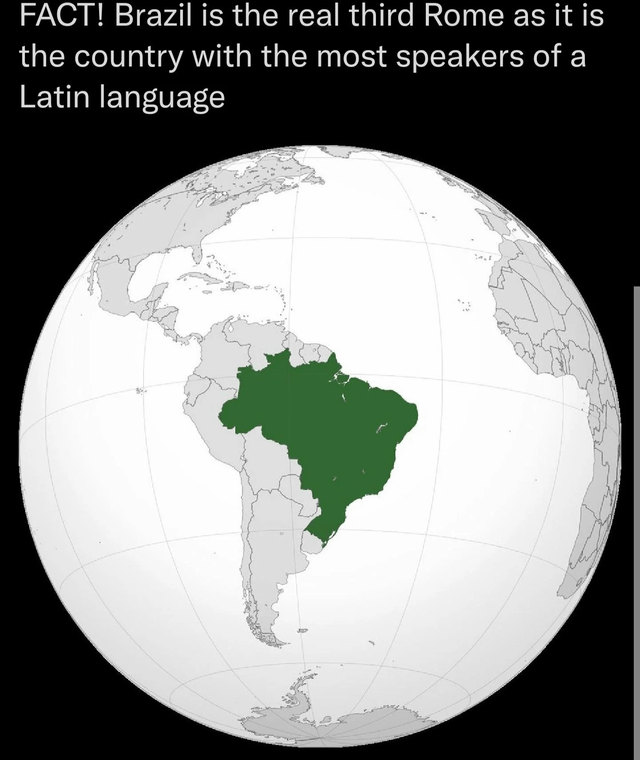 FACT! Brazil is the real third Rome as it is
the country with the most speakers of a
Latin language